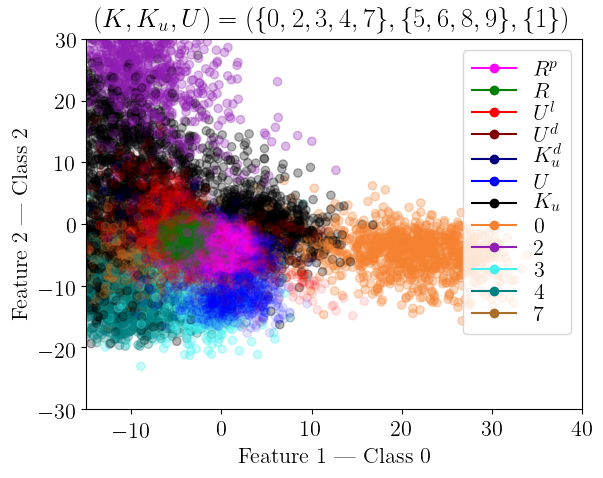 (K, K_u, U) = ({0, 2, 3, 4, 7}, {5, 6, 8, 9}, {1})
30
20
10
0
−10
−20
−30
Feature 2 — Class 2
R^p
R
U^l
U^d
K_u^d
U
K_u
0
2
3
4
7
−10
0
10
20
30
40
Feature 1 — Class 0